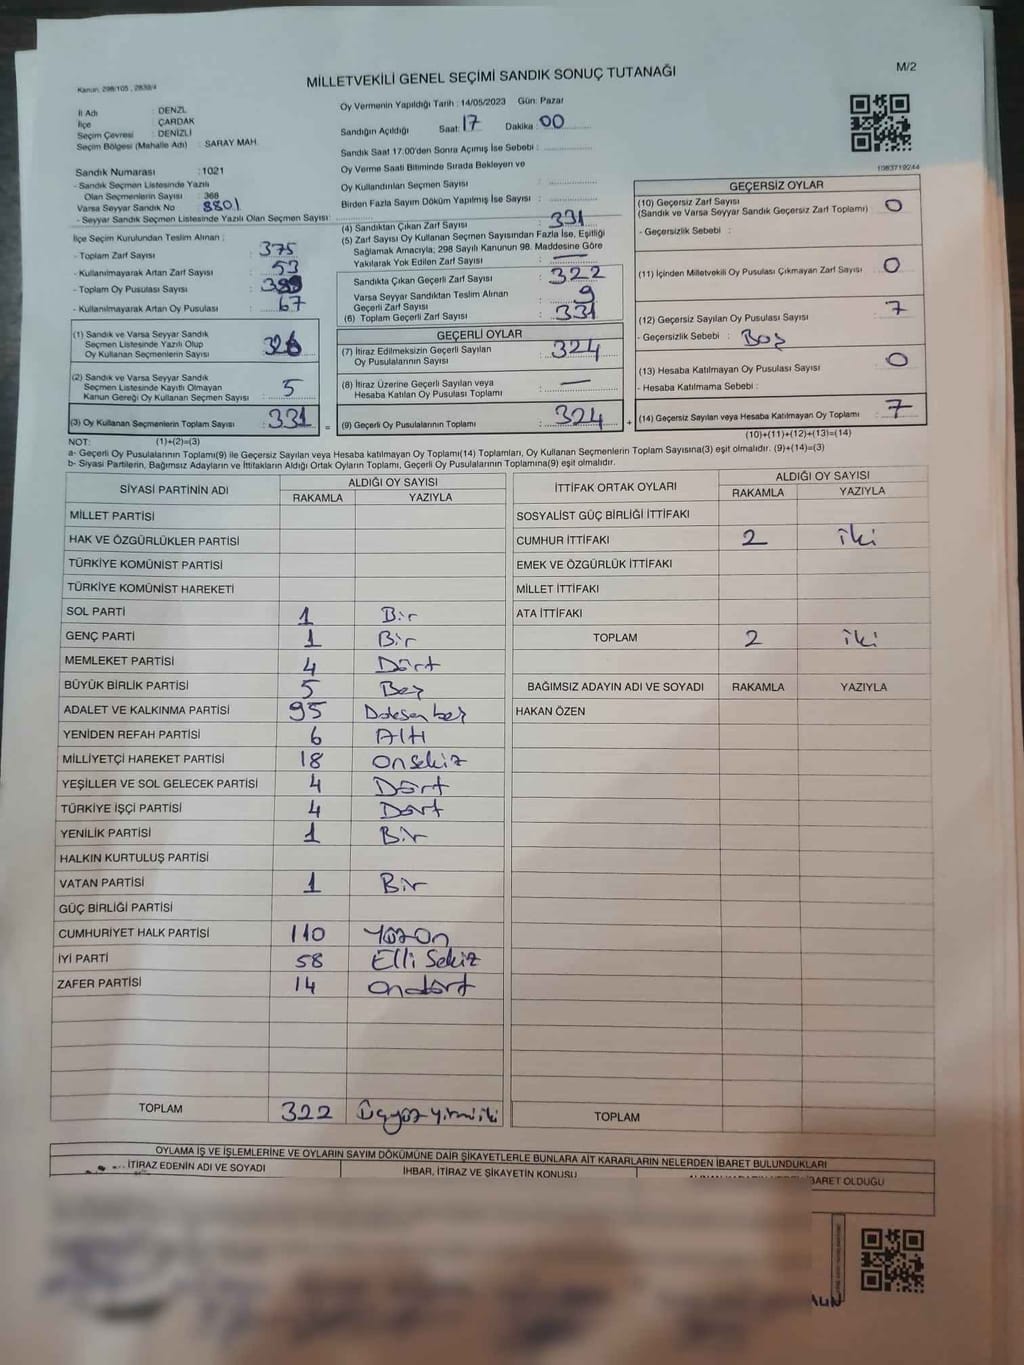 MİLLETVEKİLİ GENEL SEÇİMİ SANDIK SONUÇ TUTANAĞI
M/2
Kanun, 298/105 , 2839/4
İl Adı : DENZL
İlçe : ÇARDAK
Seçim Çevresi : DENİZLİ
Seçim Bölgesi (Mahalle Adı) : SARAY MAH.
Sandık Numarası : 1021
- Sandık Seçmen Listesinde Yazılı
Olan Seçmenlerin Sayısı : 368
Varsa Seyyar Sandık No 8801
- Seyyar Sandık Seçmen Listesinde Yazılı Olan Seçmen Sayısı :
İlçe Seçim Kurulundan Teslim Alınan :
- Toplam Zarf Sayısı : 375
- Kullanılmayarak Artan Zarf Sayısı : 53
- Toplam Oy Pusulası Sayısı :
- Kullanılmayarak Artan Oy Pusulası : 67
(1) Sandık ve Varsa Seyyar Sandık
Seçmen Listesinde Yazılı Olup
Oy Kullanan Seçmenlerin Sayısı : 326
(2) Sandık ve Varsa Seyyar Sandık
Seçmen Listesinde Kayıtlı Olmayan
Kanun Gereği Oy Kullanan Seçmen Sayısı : 5
(3) Oy Kullanan Seçmenlerin Toplam Sayısı : 331
Oy Vermenin Yapıldığı Tarih : 14/05/2023 Gün: Pazar
Sandığın Açıldığı Saat: 17 Dakika : 00
Sandık Saat 17:00'den Sonra Açılmış İse Sebebi :
Oy Verme Saati Bitiminde Sırada Bekleyen ve
Oy Kullandırılan Seçmen Sayısı :
Birden Fazla Sayım Döküm Yapılmış İse Sayısı :
(4) Sandıktan Çıkan Zarf Sayısı : 331
(5) Zarf Sayısı Oy Kullanan Seçmen Sayısından Fazla İse, Eşitliği
Sağlamak Amacıyla; 298 Sayılı Kanunun 98. Maddesine Göre
Yakılarak Yok Edilen Zarf Sayısı : —
Sandıkta Çıkan Geçerli Zarf Sayısı : 322
Varsa Seyyar Sandıktan Teslim Alınan
Geçerli Zarf Sayısı : 9
(6) Toplam Geçerli Zarf Sayısı : 331
GEÇERLİ OYLAR
(7) İtiraz Edilmeksizin Geçerli Sayılan
Oy Pusulalarının Sayısı : 324
(8) İtiraz Üzerine Geçerli Sayılan veya
Hesaba Katılan Oy Pusulası Toplamı : —
= (9) Geçerli Oy Pusulalarının Toplamı : 324 +
1083719244
GEÇERSİZ OYLAR
(10) Geçersiz Zarf Sayısı
(Sandık ve Varsa Seyyar Sandık Geçersiz Zarf Toplamı) : 0
- Geçersizlik Sebebi :
(11) İçinden Milletvekili Oy Pusulası Çıkmayan Zarf Sayısı : 0
(12) Geçersiz Sayılan Oy Pusulası Sayısı : 7
- Geçersizlik Sebebi : Boş
(13) Hesaba Katılmayan Oy Pusulası Sayısı : 0
- Hesaba Katılmama Sebebi :
(14) Geçersiz Sayılan veya Hesaba Katılmayan Oy Toplamı : 7
NOT: (1)+(2)=(3) (10)+(11)+(12)+(13)=(14)
a- Geçerli Oy Pusulalarının Toplamı(9) ile Geçersiz Sayılan veya Hesaba katılmayan Oy Toplamı(14) Toplamları, Oy Kullanan Seçmenlerin Toplam Sayısına(3) eşit olmalıdır. (9)+(14)=(3)
b- Siyasi Partilerin, Bağımsız Adayların ve İttifakların Aldığı Ortak Oyların Toplamı, Geçerli Oy Pusulalarının Toplamına(9) eşit olmalıdır.
SİYASİ PARTİNİN ADI ALDIĞI OY SAYISI
RAKAMLA YAZIYLA
MİLLET PARTİSİ
HAK VE ÖZGÜRLÜKLER PARTİSİ
TÜRKİYE KOMÜNİST PARTİSİ
TÜRKİYE KOMÜNİST HAREKETİ
SOL PARTİ 1 Bir
GENÇ PARTİ 1 Bir
MEMLEKET PARTİSİ 4 Dört
BÜYÜK BİRLİK PARTİSİ 5 Beş
ADALET VE KALKINMA PARTİSİ 95
YENİDEN REFAH PARTİSİ 6 Altı
MİLLİYETÇİ HAREKET PARTİSİ 18 onsekiz
YEŞİLLER VE SOL GELECEK PARTİSİ 4 Dört
TÜRKİYE İŞÇİ PARTİSİ 4 Dört
YENİLİK PARTİSİ 1 Bir
HALKIN KURTULUŞ PARTİSİ
VATAN PARTİSİ 1 Bir
GÜÇ BİRLİĞİ PARTİSİ
CUMHURİYET HALK PARTİSİ 110 Yüz On
İYİ PARTİ 58 Elli Sekiz
ZAFER PARTİSİ 14 ondört
TOPLAM 322 Üçyüz yirmi iki
İTTİFAK ORTAK OYLARI ALDIĞI OY SAYISI
RAKAMLA YAZIYLA
SOSYALİST GÜÇ BİRLİĞİ İTTİFAKI
CUMHUR İTTİFAKI 2 iki
EMEK VE ÖZGÜRLÜK İTTİFAKI
MİLLET İTTİFAKI
ATA İTTİFAKI
TOPLAM 2 iki
BAĞIMSIZ ADAYIN ADI VE SOYADI RAKAMLA YAZIYLA
HAKAN ÖZEN
TOPLAM
OYLAMA İŞ VE İŞLEMLERİNE VE OYLARIN SAYIM DÖKÜMÜNE DAİR ŞİKAYETLERLE BUNLARA AİT KARARLARIN NELERDEN İBARET BULUNDUKLARI
İTİRAZ EDENİN ADI VE SOYADI İHBAR, İTİRAZ VE ŞİKAYETİN KONUSU İBARET OLDUĞU